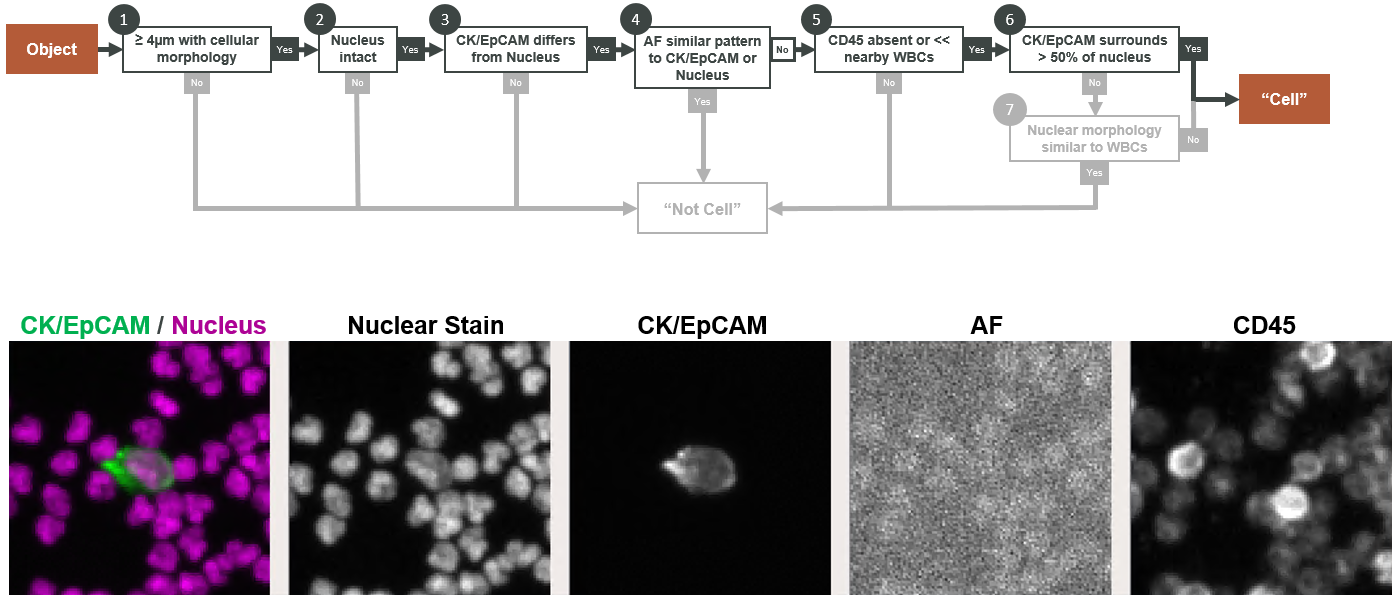 1
2
3
4
5
6
Object
≥ 4µm with cellular
morphology
Yes
No
Nucleus
intact
Yes
No
CK/EpCAM differs
from Nucleus
Yes
No
AF similar pattern
to CK/EpCAM or
Nucleus
No
Yes
CD45 absent or <<
nearby WBCs
Yes
No
CK/EpCAM surrounds
> 50% of nucleus
Yes
No
7
Nuclear morphology
similar to WBCs
No
Yes
“Cell”
“Not Cell”
CK/EpCAM / Nucleus
Nuclear Stain
CK/EpCAM
AF
CD45